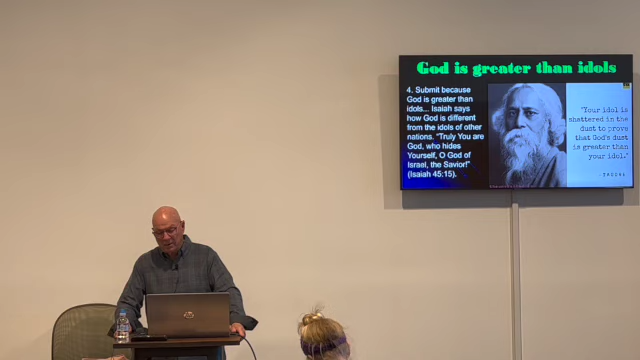 God is greater than idols
4. Submit because
God is greater than
idols... Isaiah says
how God is different
from the idols of other
nations. “Truly You are
God, who hides
Yourself, O God of
Israel, the Savior!”
(Isaiah 45:15).
"Your idol is
shattered in the
dust to prove
that God's dust
is greater than
your idol."